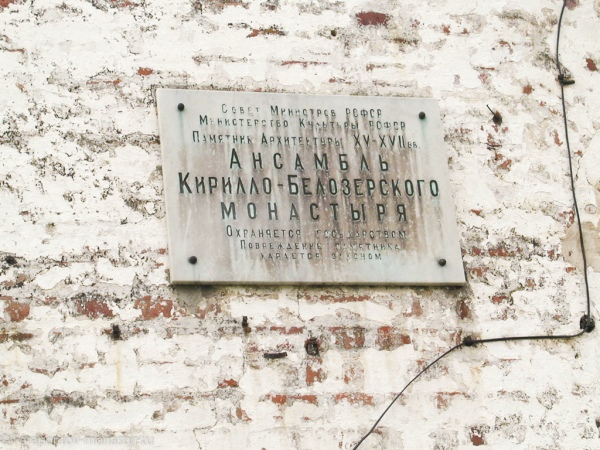 Совет Министров РСФСР
Министерство Культуры РСФСР
Памятник Архитектуры XV-XVII вв.
Ансамбль
Кирилло-Белозерского
монастыря
Охраняется государством
Повреждение памятника
карается законом